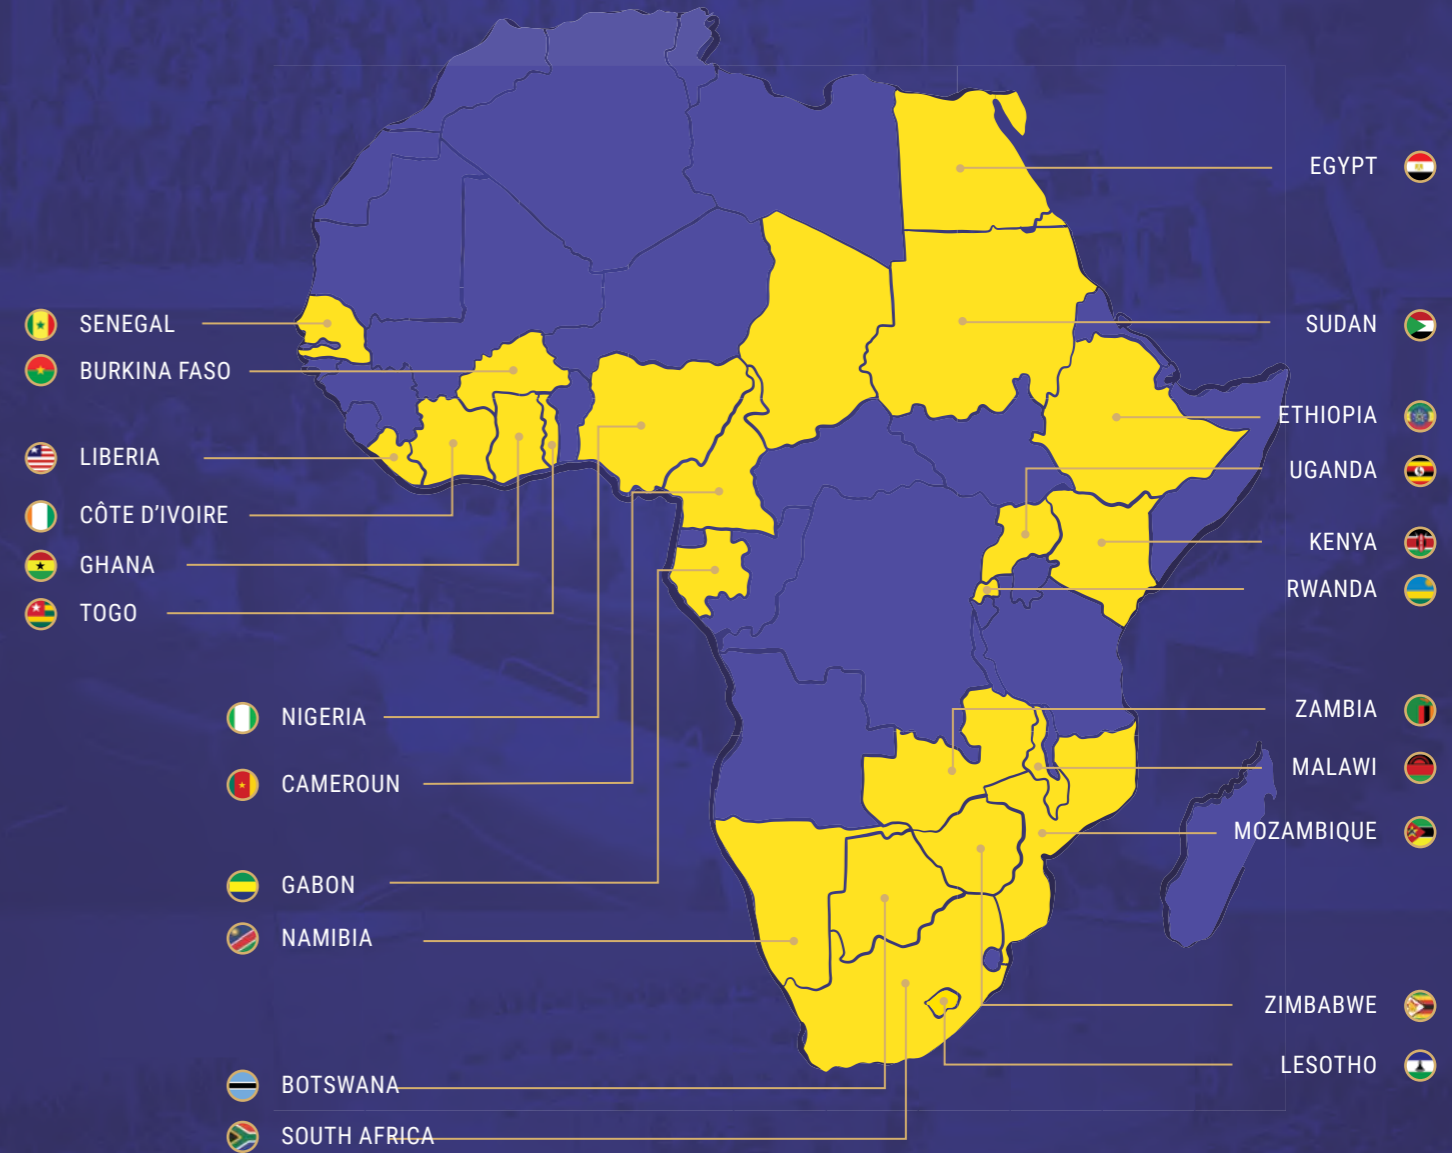 SENEGAL
BURKINA FASO
LIBERIA
CÔTE D'IVOIRE
GHANA
TOGO
NIGERIA
CAMEROUN
GABON
NAMIBIA
BOTSWANA
SOUTH AFRICA
EGYPT
SUDAN
ETHIOPIA
UGANDA
KENYA
RWANDA
ZAMBIA
MALAWI
MOZAMBIQUE
ZIMBABWE
LESOTHO